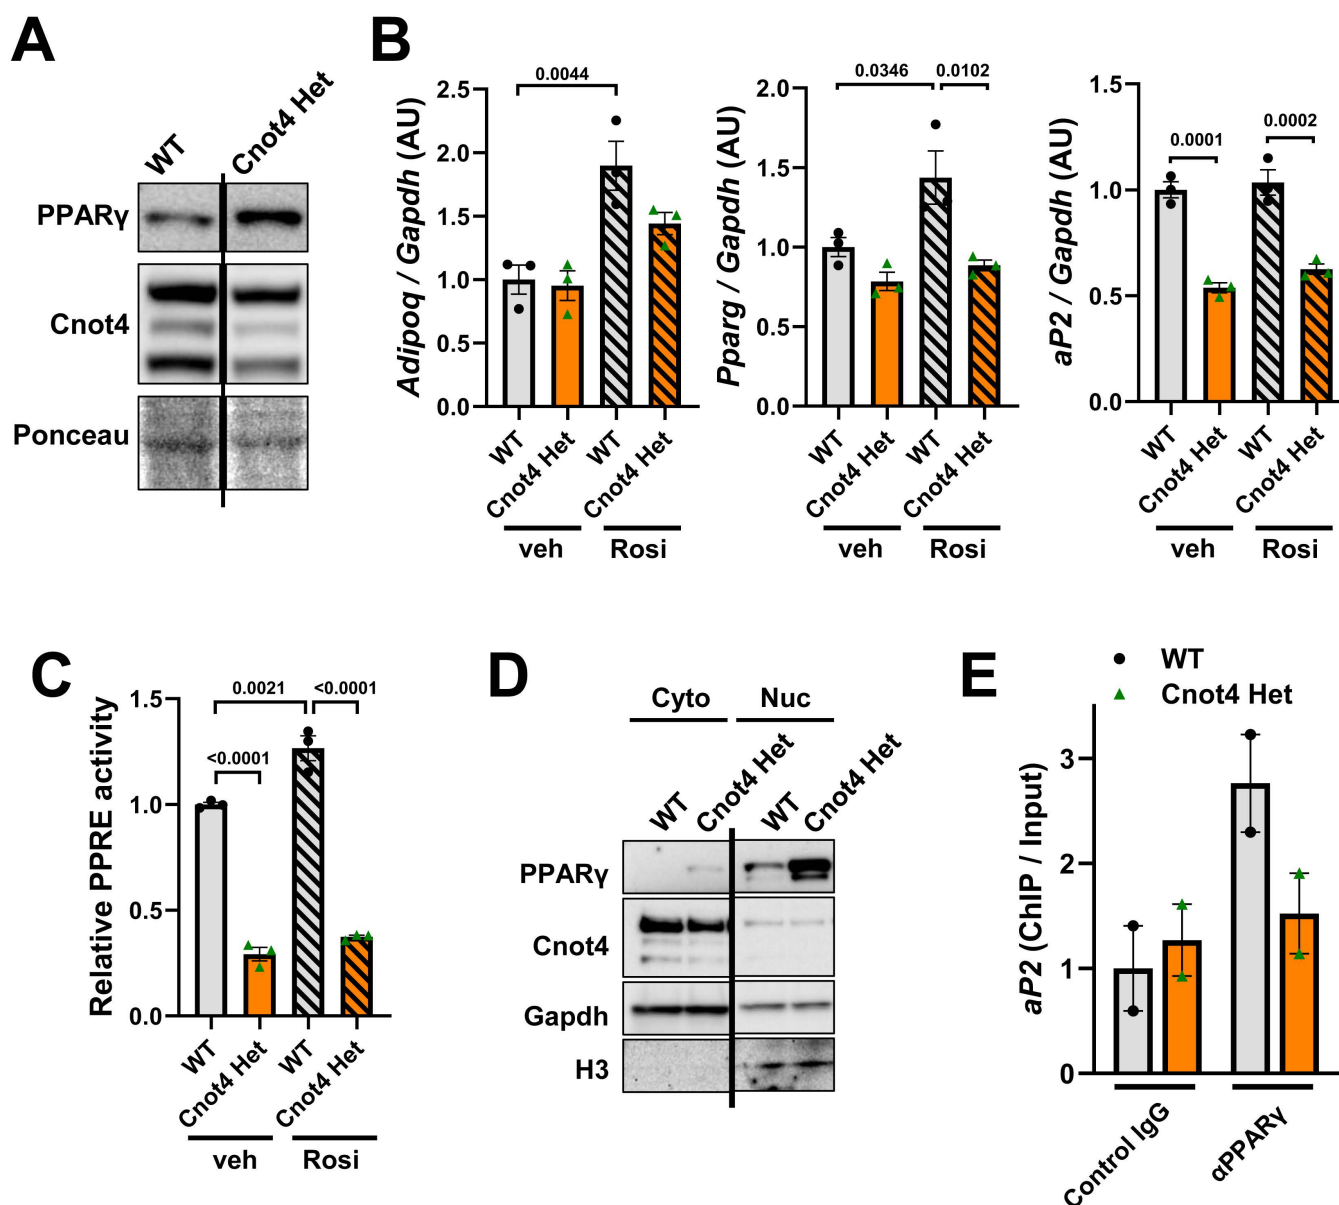 A
WT
Cnot4 Het
PPARγ
Cnot4
Ponceau
B
Adipoq / Gapdh (AU)
2.5
2.0
1.5
1.0
0.5
0.0
0.0044
WT
Cnot4 Het
WT
Cnot4 Het
veh
Rosi
Pparg / Gapdh (AU)
2.0
1.5
1.0
0.5
0.0
0.0346
0.0102
WT
Cnot4 Het
WT
Cnot4 Het
veh
Rosi
aP2 / Gapdh (AU)
1.5
1.0
0.5
0.0
0.0001
0.0002
WT
Cnot4 Het
WT
Cnot4 Het
veh
Rosi
C
Relative PPRE activity
1.5
1.0
0.5
0.0
0.0021
<0.0001
<0.0001
WT
Cnot4 Het
WT
Cnot4 Het
veh
Rosi
D
Cyto
Nuc
WT
Cnot4 Het
WT
Cnot4 Het
PPARγ
Cnot4
Gapdh
H3
E
WT
Cnot4 Het
aP2 (ChIP / Input)
3
2
1
0
Control IgG
αPPARγ